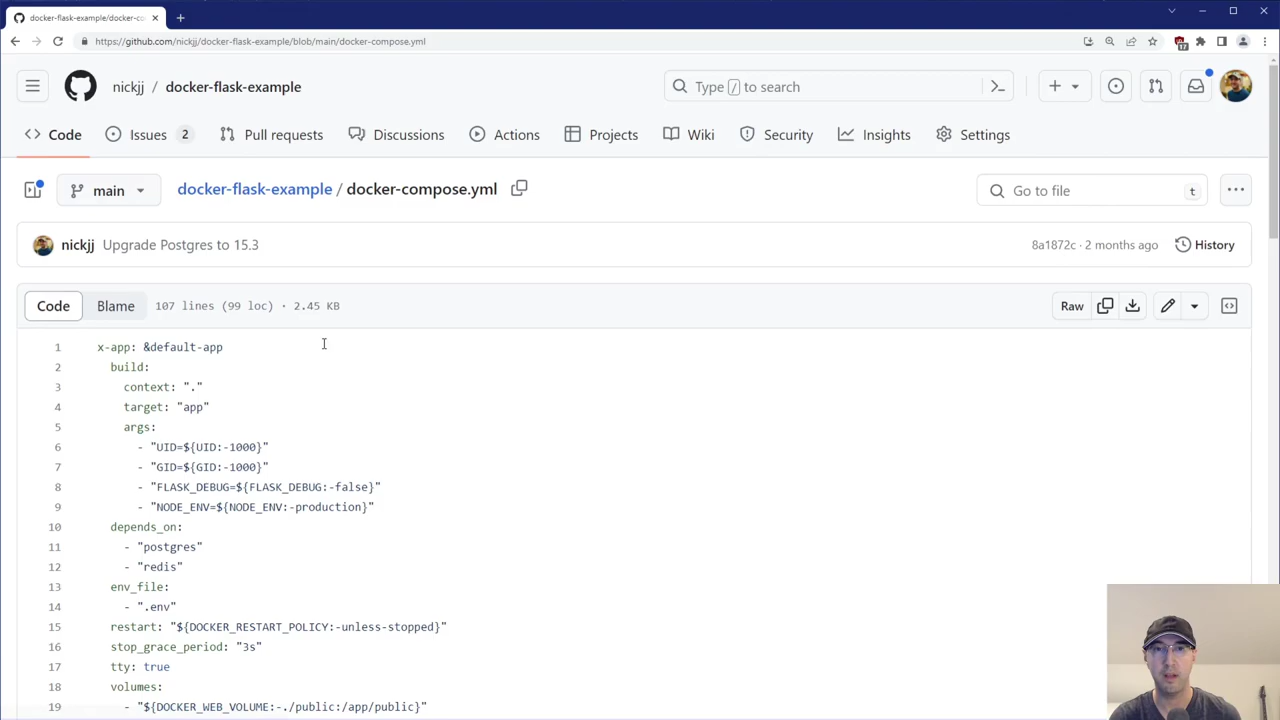 docker-flask-example/docker-co
https://github.com/nickjj/docker-flask-example/blob/main/docker-compose.yml
17
nickjj / docker-flask-example
Type / to search
Code
Issues 2
Pull requests
Discussions
Actions
Projects
Wiki
Security
Insights
Settings
main
docker-flask-example / docker-compose.yml
Go to file t
nickjj Upgrade Postgres to 15.3
8a1872c · 2 months ago
History
Code
Blame
107 lines (99 loc) · 2.45 KB
Raw
1 x-app: &default-app
2 build:
3 context: "."
4 target: "app"
5 args:
6 - "UID=${UID:-1000}"
7 - "GID=${GID:-1000}"
8 - "FLASK_DEBUG=${FLASK_DEBUG:-false}"
9 - "NODE_ENV=${NODE_ENV:-production}"
10 depends_on:
11 - "postgres"
12 - "redis"
13 env_file:
14 - ".env"
15 restart: "${DOCKER_RESTART_POLICY:-unless-stopped}"
16 stop_grace_period: "3s"
17 tty: true
18 volumes:
19 - "${DOCKER_WEB_VOLUME:-./public:/app/public}"